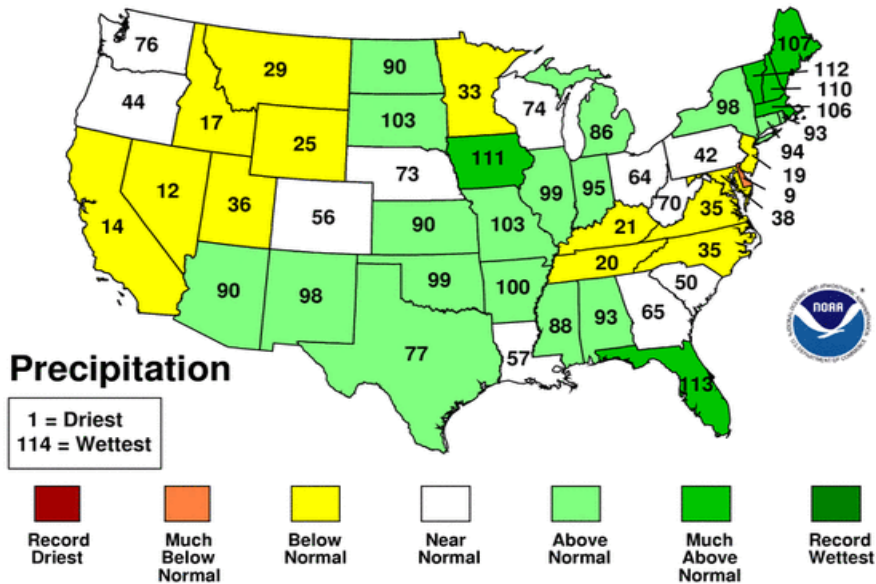 76
107
29
90
112
33
44
110
74
98
106
17
103
86
93
25
111
42
94
73
64
19
12
99
95
9
36
70
56
35
38
14
90
103
21
20
35
99
90
98
100
50
88
93
65
NOAA
77
57
Precipitation
113
1 = Driest
114 = Wettest
Record
Driest
Much
Below
Normal
Below
Normal
Near
Normal
Above
Normal
Much
Above
Normal
Record
Wettest